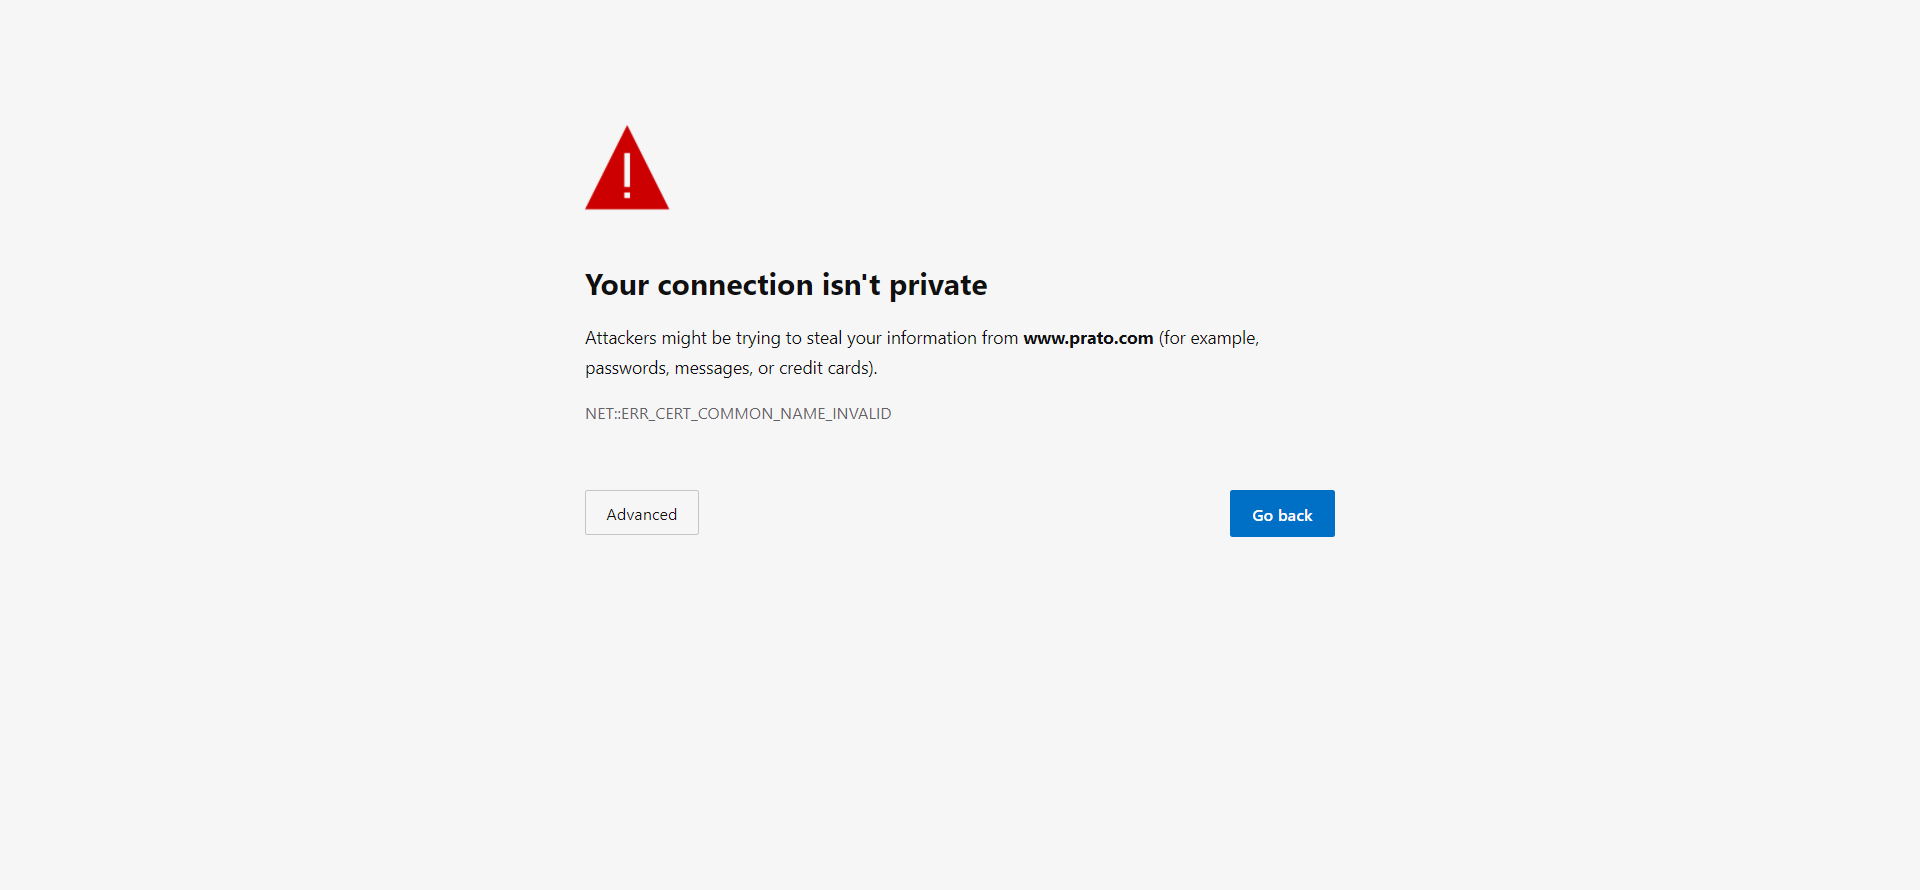 Your connection isn't private
Attackers might be trying to steal your information from www.prato.com (for example,
passwords, messages, or credit cards).
NET::ERR_CERT_COMMON_NAME_INVALID
Advanced
Go back